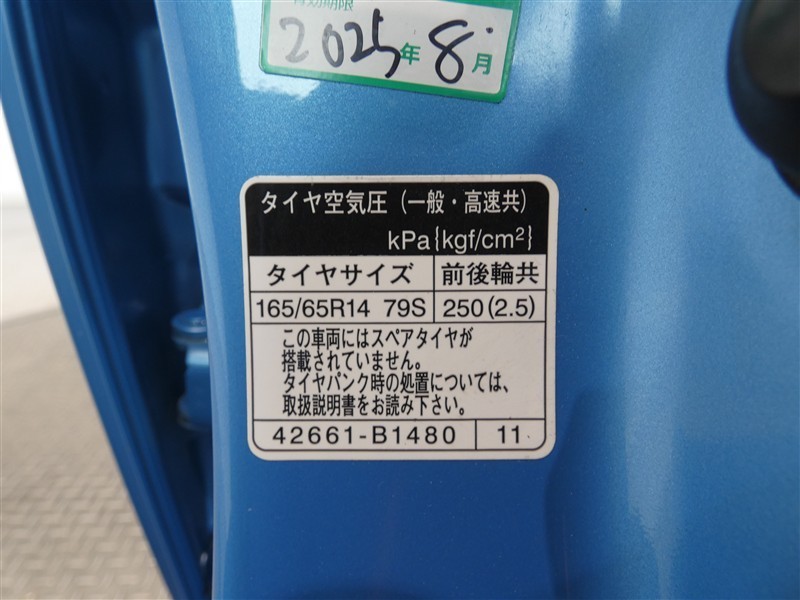 有効期限
2025年8月
タイヤ空気圧（一般・高速共）
kPa{kgf/cm²}
タイヤサイズ 前後輪共
165/65R14 79S 250(2.5)
この車両にはスペアタイヤが
搭載されていません。
タイヤパンク時の処置については、
取扱説明書をお読み下さい。
42661-B1480 11